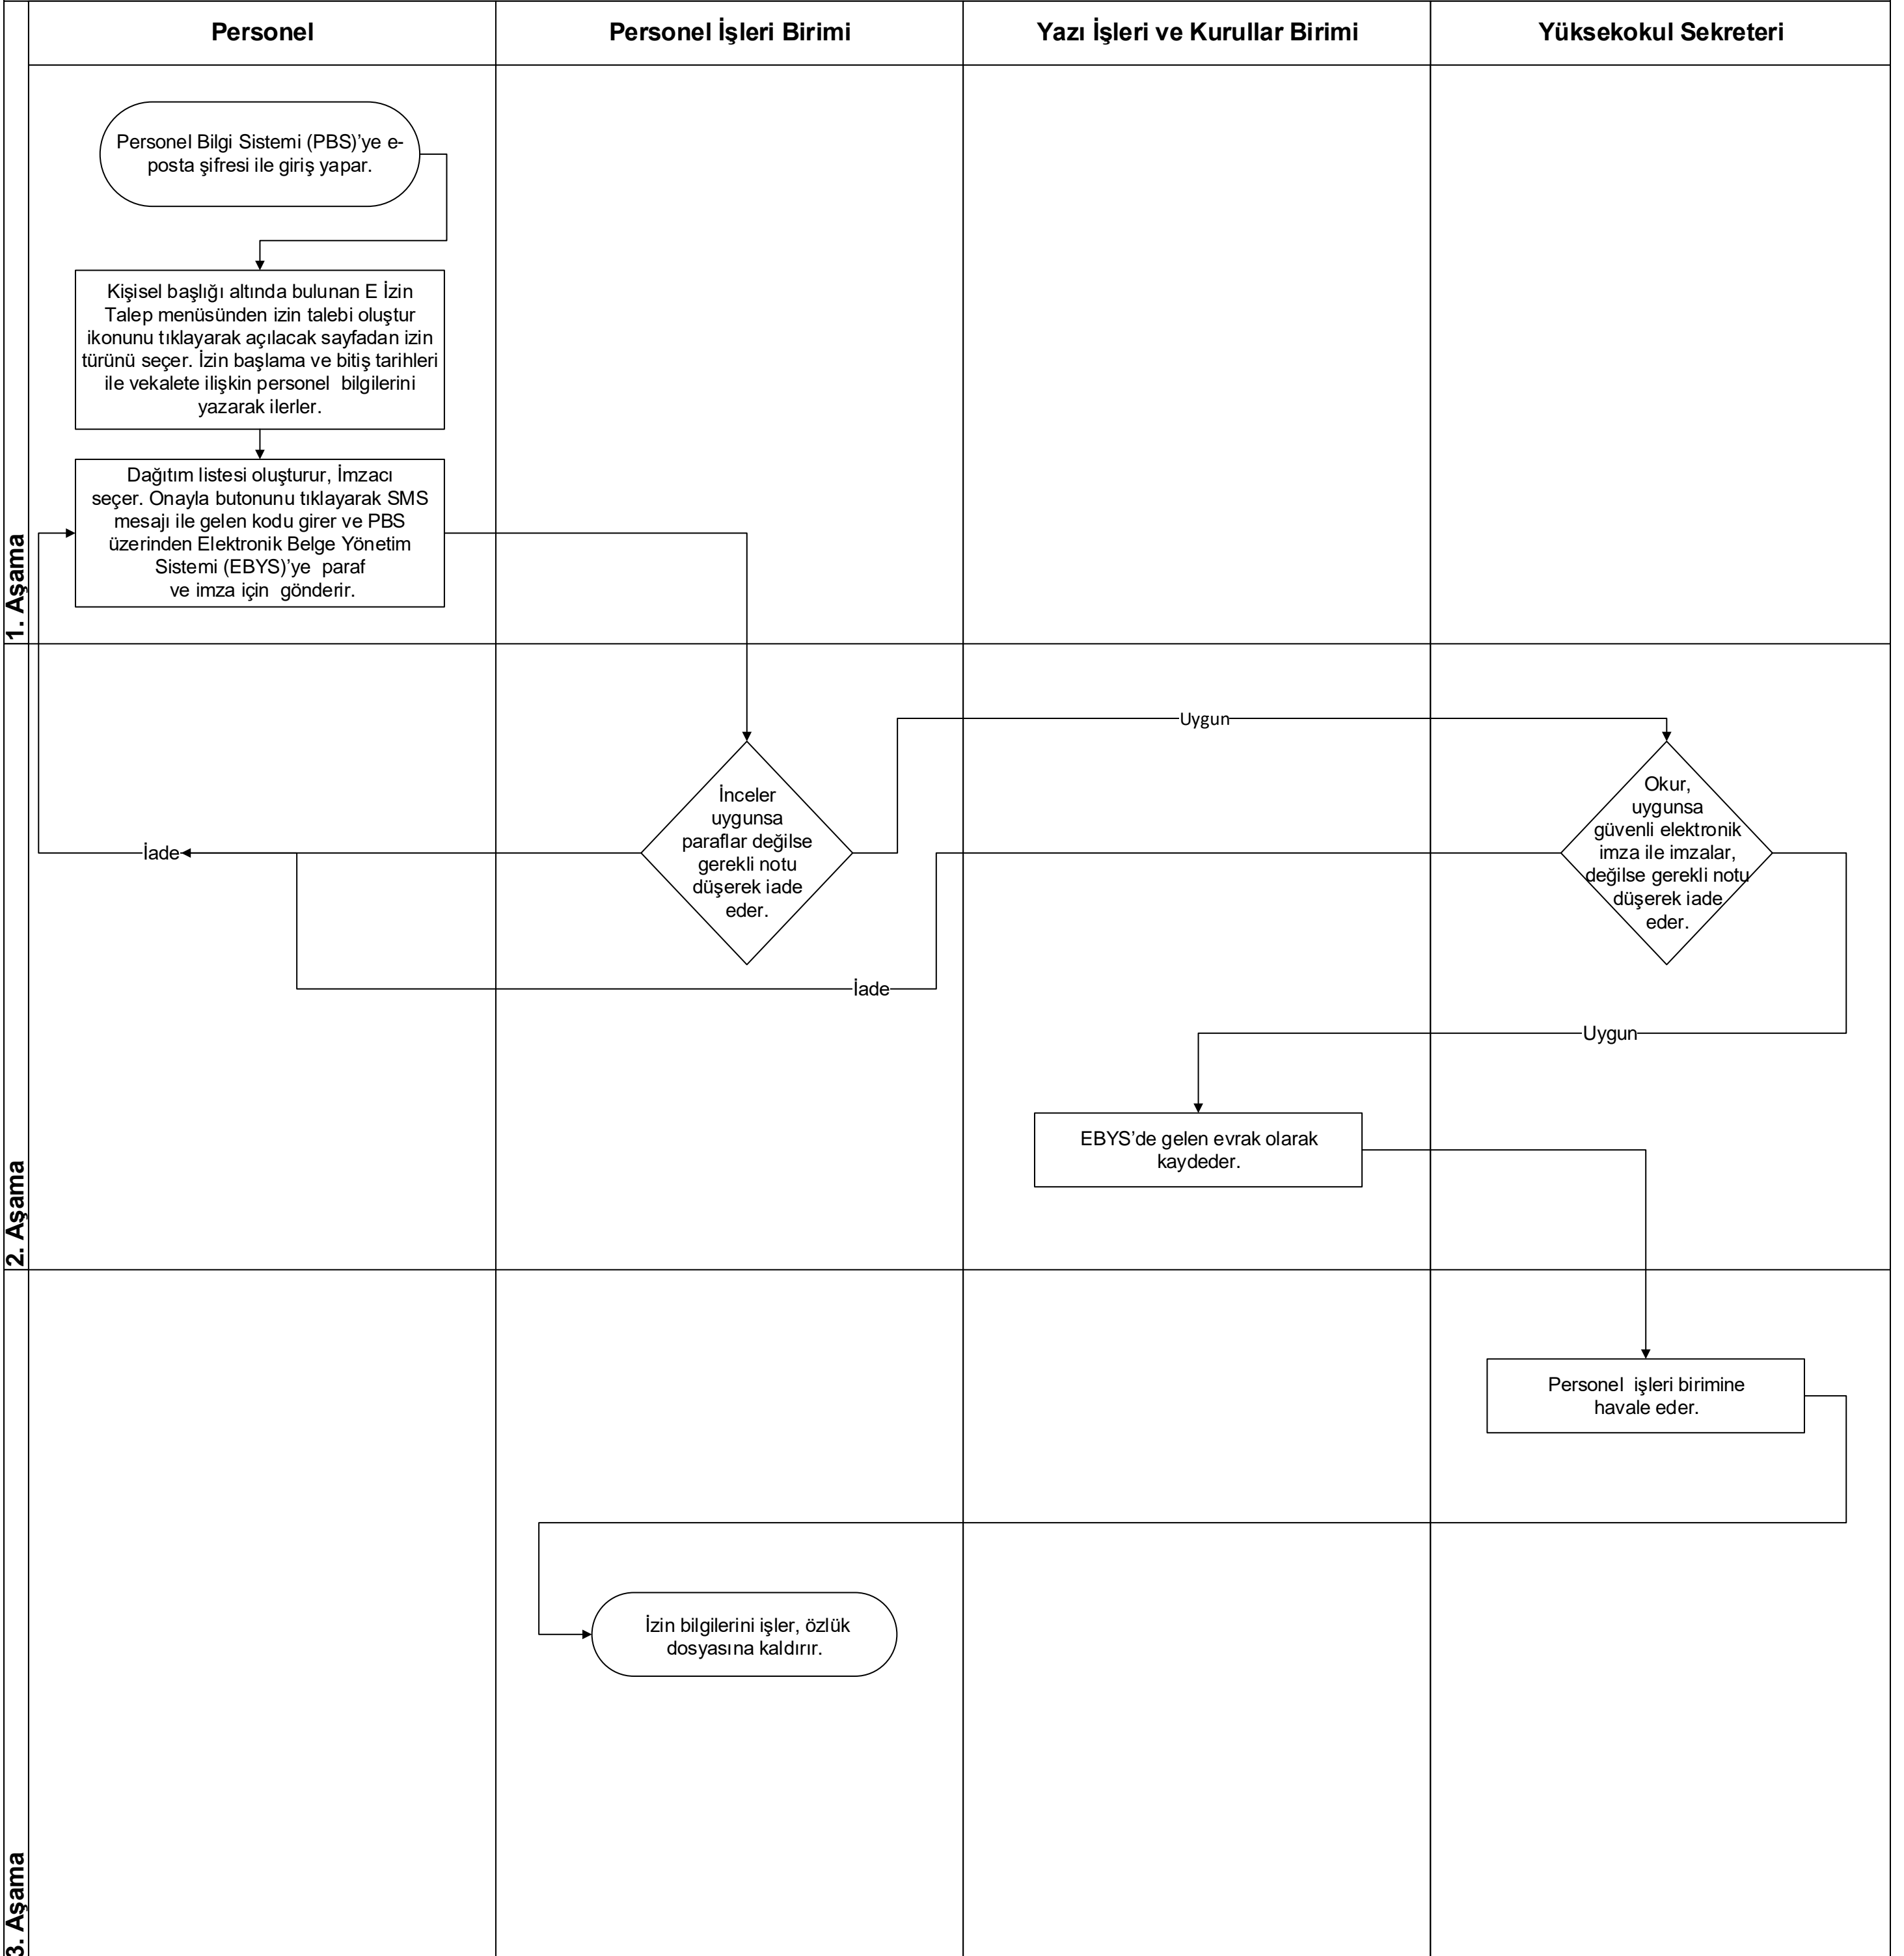 Personel
Personel İşleri Birimi
Yazı İşleri ve Kurullar Birimi
Yüksekokul Sekreteri
1. Aşama
Personel Bilgi Sistemi (PBS)’ye e-
posta şifresi ile giriş yapar.
Kişisel başlığı altında bulunan E İzin
Talep menüsünden izin talebi oluştur
ikonunu tıklayarak açılacak sayfadan izin
türünü seçer. İzin başlama ve bitiş tarihleri
ile vekalete ilişkin personel  bilgilerini
yazarak ilerler.
Dağıtım listesi oluşturur, İmzacı
seçer. Onayla butonunu tıklayarak SMS
mesajı ile gelen kodu girer ve PBS
üzerinden Elektronik Belge Yönetim
Sistemi (EBYS)’ye  paraf
ve imza için  gönderir.
2. Aşama
Uygun
İnceler
uygunsa
paraflar değilse
gerekli notu
düşerek iade
eder.
Okur,
uygunsa
güvenli elektronik
imza ile imzalar,
değilse gerekli notu
düşerek iade
eder.
İade
İade
Uygun
EBYS’de gelen evrak olarak
kaydeder.
3. Aşama
Personel  işleri birimine
havale eder.
İzin bilgilerini işler, özlük
dosyasına kaldırır.